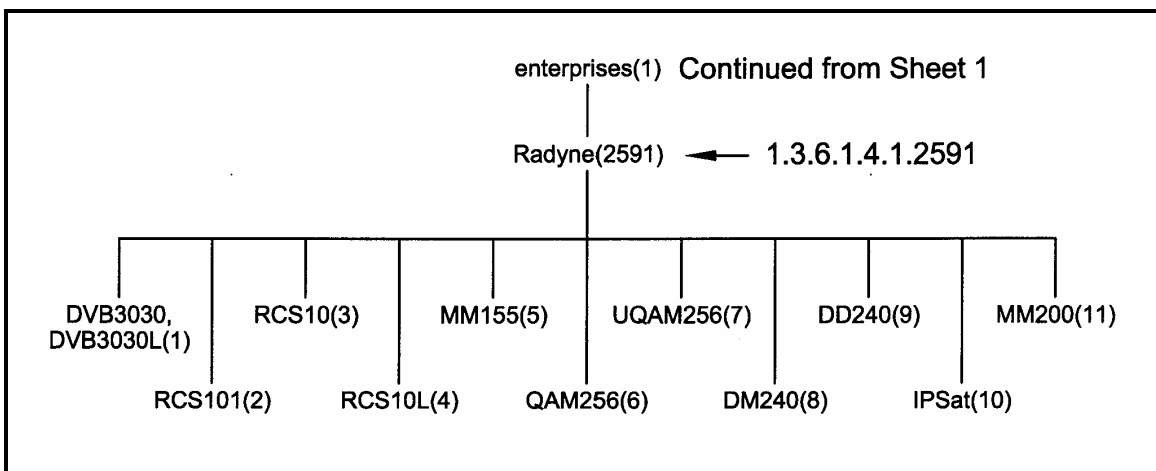 enterprises(1) Continued from Sheet 1
Radyne(2591) 1.3.6.1.4.1.2591
DVB3030,
DVB3030L(1)
RCS10(3)
MM155(5)
UQAM256(7)
DD240(9)
MM200(11)
RCS101(2)
RCS10L(4)
QAM256(6)
DM240(8)
IPSat(10)